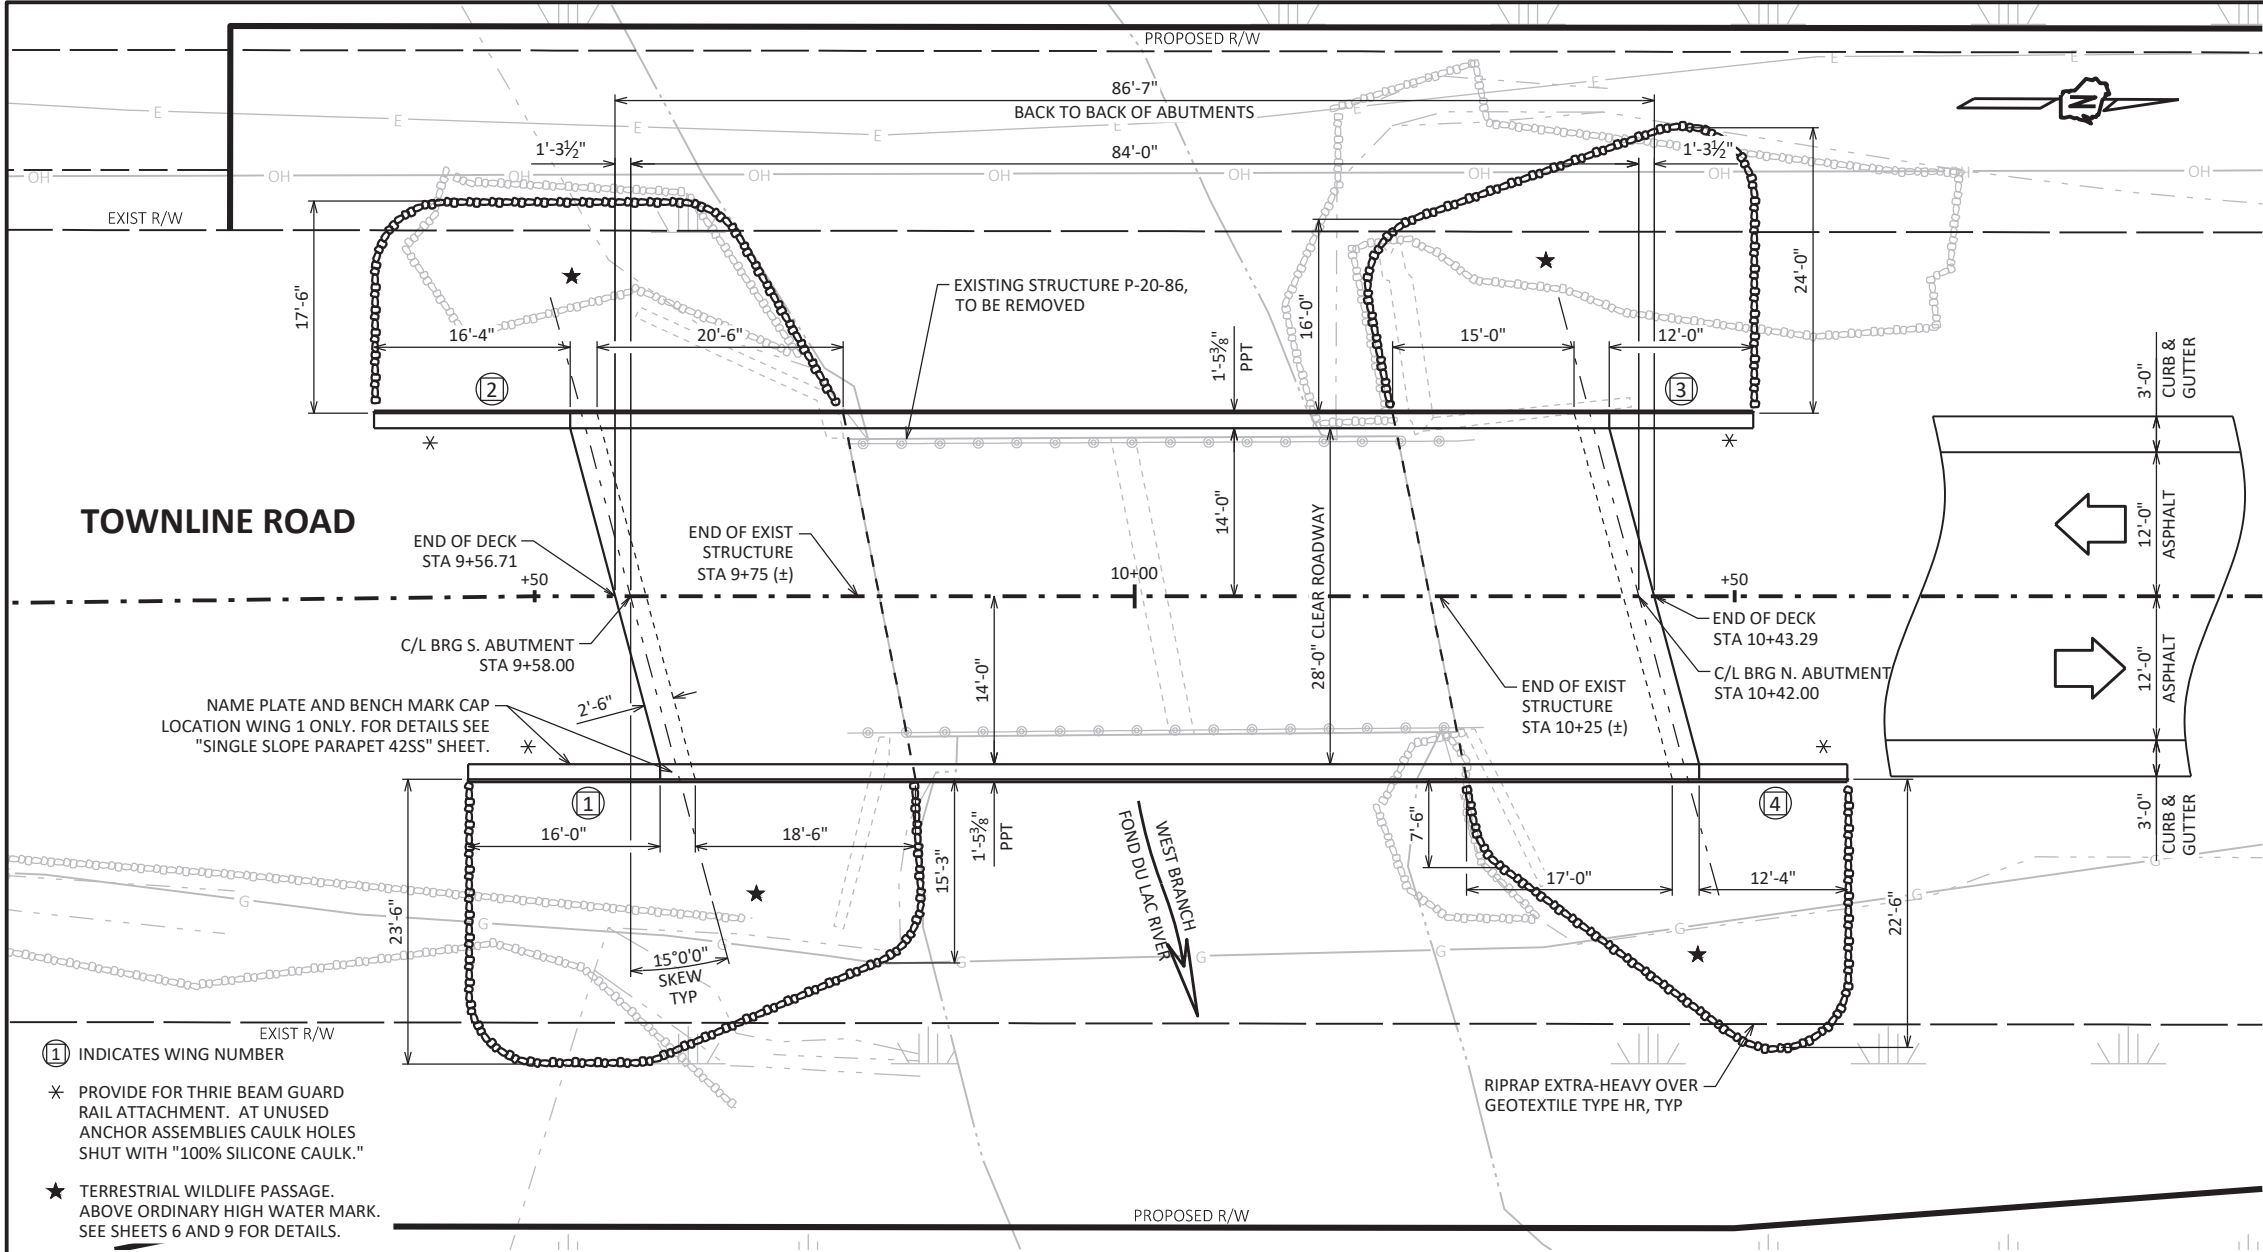 PROPOSED R/W
86'-7"
BACK TO BACK OF ABUTMENTS
N
E E E E E E E E
1'-3½"
84'-0"
1'-3½"
OH OH OH OH OH OH OH OH OH OH
EXIST R/W
17'-6"
16'-4"
20'-6"
EXISTING STRUCTURE P-20-86,
TO BE REMOVED
1'-5⅜"
PPT
16'-0"
15'-0"
12'-0"
24'-0"
2
3
3'-0"
CURB &
GUTTER
TOWNLINE ROAD
END OF DECK
STA 9+56.71
+50
END OF EXIST
STRUCTURE
STA 9+75 (±)
10+00
14'-0"
28'-0" CLEAR ROADWAY
+50
12'-0"
ASPHALT
END OF DECK
STA 10+43.29
C/L BRG S. ABUTMENT
STA 9+58.00
14'-0"
END OF EXIST
STRUCTURE
STA 10+25 (±)
C/L BRG N. ABUTMENT
STA 10+42.00
12'-0"
ASPHALT
NAME PLATE AND BENCH MARK CAP
LOCATION WING 1 ONLY. FOR DETAILS SEE
"SINGLE SLOPE PARAPET 42SS" SHEET.
2'-6"
1
4
16'-0"
18'-6"
1'-5⅜"
PPT
15'-3"
23'-6"
WEST BRANCH
FOND DU LAC RIVER
7'-6"
17'-0"
12'-4"
22'-6"
3'-0"
CURB &
GUTTER
G G G G G G G G G
15°0'0"
SKEW
TYP
EXIST R/W
1 INDICATES WING NUMBER
PROVIDE FOR THRIE BEAM GUARD
RAIL ATTACHMENT. AT UNUSED
ANCHOR ASSEMBLIES CAULK HOLES
SHUT WITH "100% SILICONE CAULK."
★ TERRESTRIAL WILDLIFE PASSAGE.
ABOVE ORDINARY HIGH WATER MARK.
SEE SHEETS 6 AND 9 FOR DETAILS.
RIPRAP EXTRA-HEAVY OVER
GEOTEXTILE TYPE HR, TYP
PROPOSED R/W